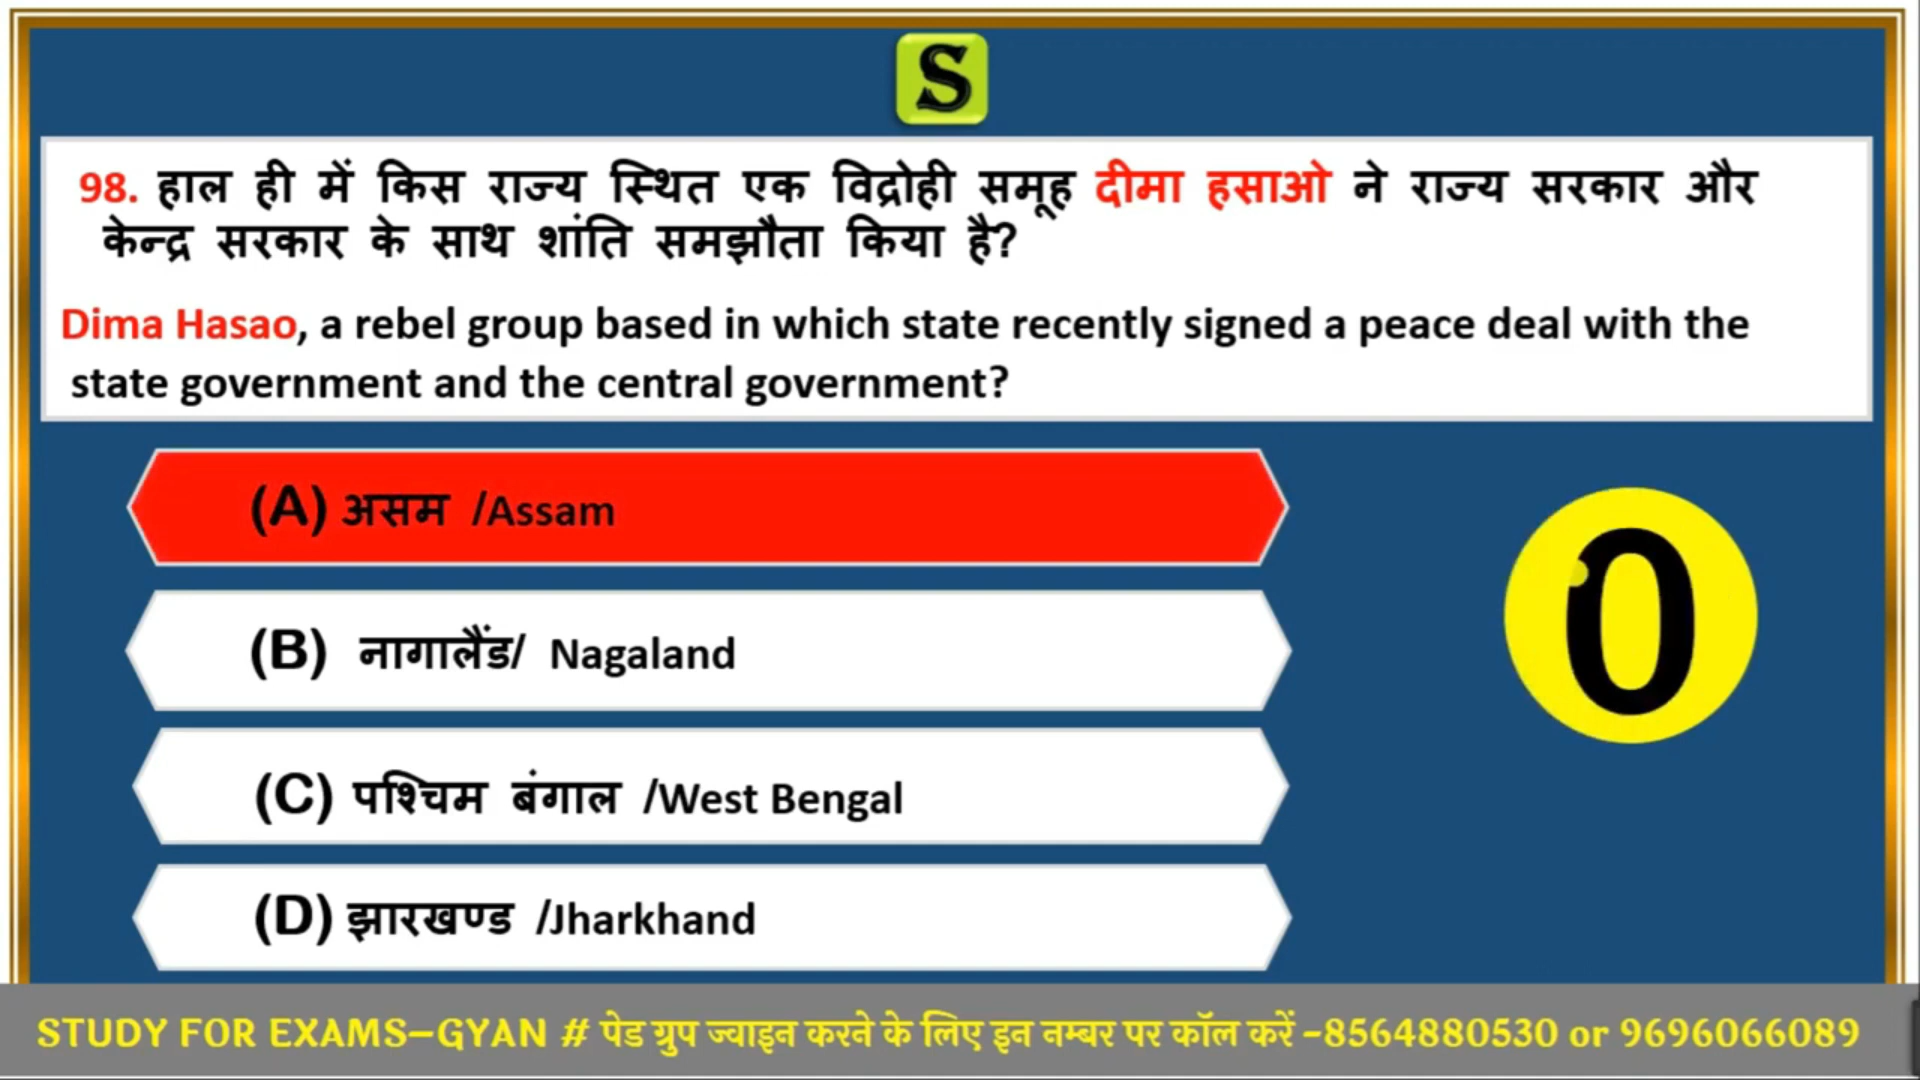 S
98. हाल ही में किस राज्य स्थित एक विद्रोही समूह दीमा हसाओ ने राज्य सरकार और
केन्द्र सरकार के साथ शांति समझौता किया है?
Dima Hasao, a rebel group based in which state recently signed a peace deal with the
state government and the central government?
(A) असम /Assam
(B) नागालैंड/ Nagaland
(C) पश्चिम बंगाल /West Bengal
(D) झारखण्ड /Jharkhand
0
STUDY FOR EXAMS–GYAN # पेड ग्रुप ज्वाइन करने के लिए इन नम्बर पर कॉल करें -8564880530 or 9696066089